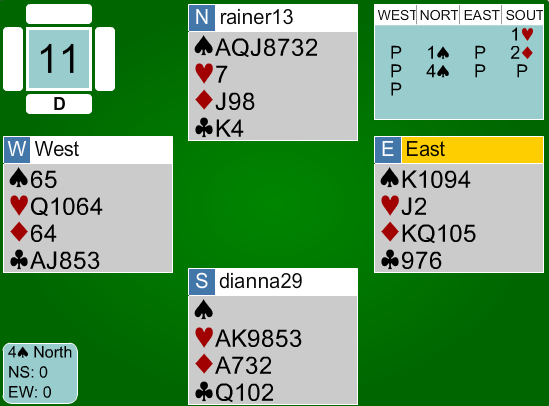 11
D
N rainer13
♠AQJ8732
♥7
♦J98
♣K4
WEST NORT EAST SOUT
1♥
P 1♠ P 2♦
P 4♠ P P
P
W West
♠65
♥Q1064
♦64
♣AJ853
E East
♠K1094
♥J2
♦KQ105
♣976
S dianna29
♠
♥AK9853
♦A732
♣Q102
4♠ North
NS: 0
EW: 0